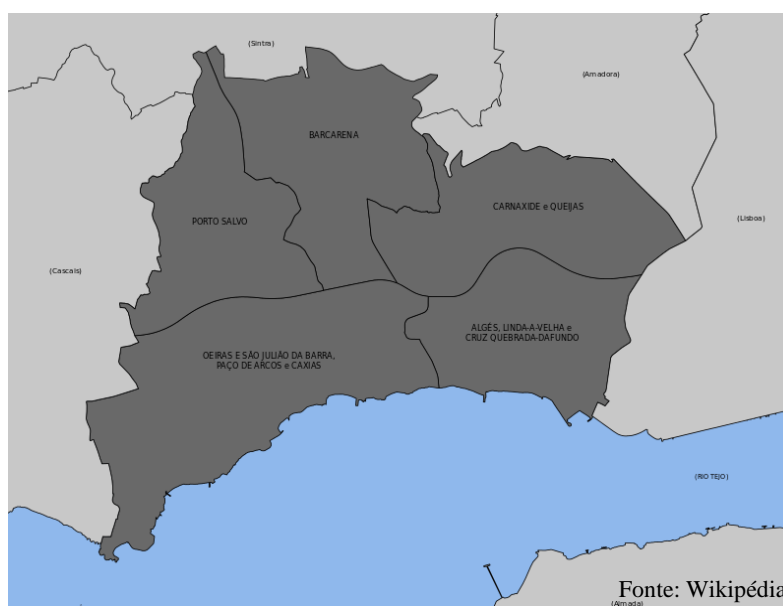 (Sintra)
(Amadora)
BARCARENA
CARNAXIDE e QUEIJAS
PORTO SALVO
(Lisboa)
(Cascais)
ALGÉS, LINDA-A-VELHA e
CRUZ QUEBRADA-DAFUNDO
OEIRAS E SÃO JULIÃO DA BARRA,
PAÇO DE ARCOS e CAXIAS
(RIO TEJO)
Fonte: Wikipédia
(Almada)